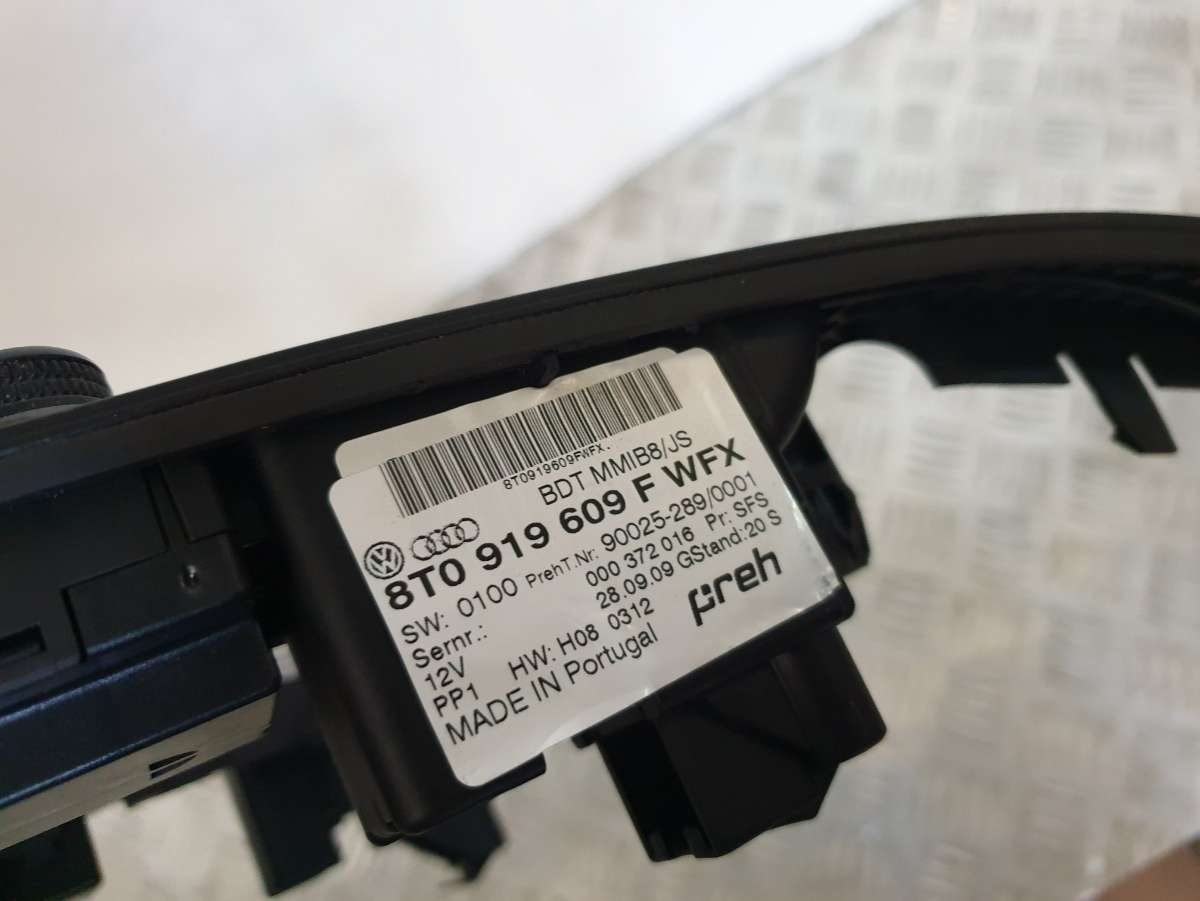 8T0919609FWFX.
BDT MMIB8/JS
8T0 919 609 F WFX
SW: 0100 PrehT.Nr: 90025-289/0001
Sernr.: 000 372 016 Pr: SFS
12V 28.09.09 GStand:20 S
PP1 HW: H08 0312
MADE IN Portugal
preh